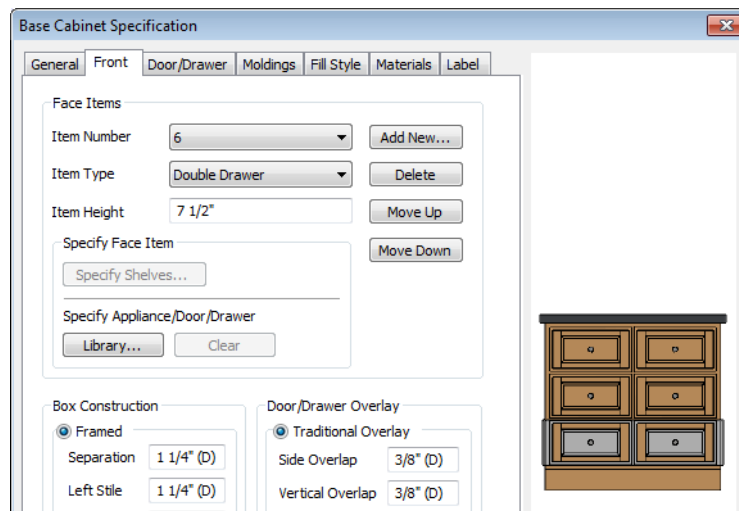 Base Cabinet Specification
General Front Door/Drawer Moldings Fill Style Materials Label
Face Items
Item Number 6 Add New...
Item Type Double Drawer Delete
Item Height 7 1/2" Move Up
Specify Face Item Move Down
Specify Shelves...
Specify Appliance/Door/Drawer
Library... Clear
Box Construction Door/Drawer Overlay
Framed Traditional Overlay
Separation 1 1/4" (D) Side Overlap 3/8" (D)
Left Stile 1 1/4" (D) Vertical Overlap 3/8" (D)